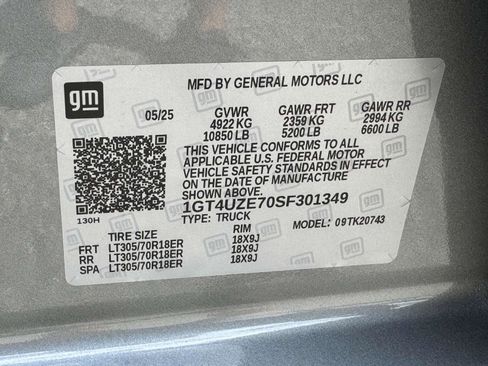 gm
MFD BY GENERAL MOTORS LLC
05/25 GVWR GAWR FRT GAWR RR
4922 KG 2359 KG 2994 KG
10850 LB 5200 LB 6600 LB
THIS VEHICLE CONFORMS TO ALL
APPLICABLE U.S. FEDERAL MOTOR
VEHICLE SAFETY STANDARDS IN EFFECT
ON THE DATE OF MANUFACTURE SHOWN ABOVE.
1GT4UZE70SF301349
130H TYPE: TRUCK MODEL: 09TK20743
TIRE SIZE RIM
FRT LT305/70R18ER 18X9J
RR LT305/70R18ER 18X9J
SPA LT305/70R18ER 18X9J